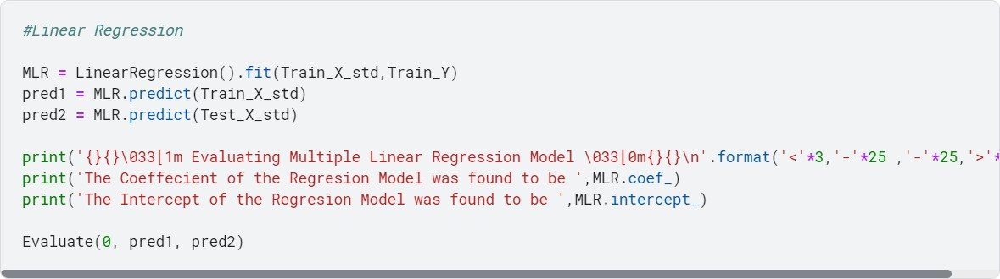 #Linear Regression
MLR = LinearRegression().fit(Train_X_std,Train_Y)
pred1 = MLR.predict(Train_X_std)
pred2 = MLR.predict(Test_X_std)
print('{}{}\033[1m Evaluating Multiple Linear Regression Model \033[0m{}{}\n'.format('<'*3,'-'*25 ,'-'*25,'>'*
print('The Coeffecient of the Regresion Model was found to be ',MLR.coef_)
print('The Intercept of the Regresion Model was found to be ',MLR.intercept_)
Evaluate(0, pred1, pred2)